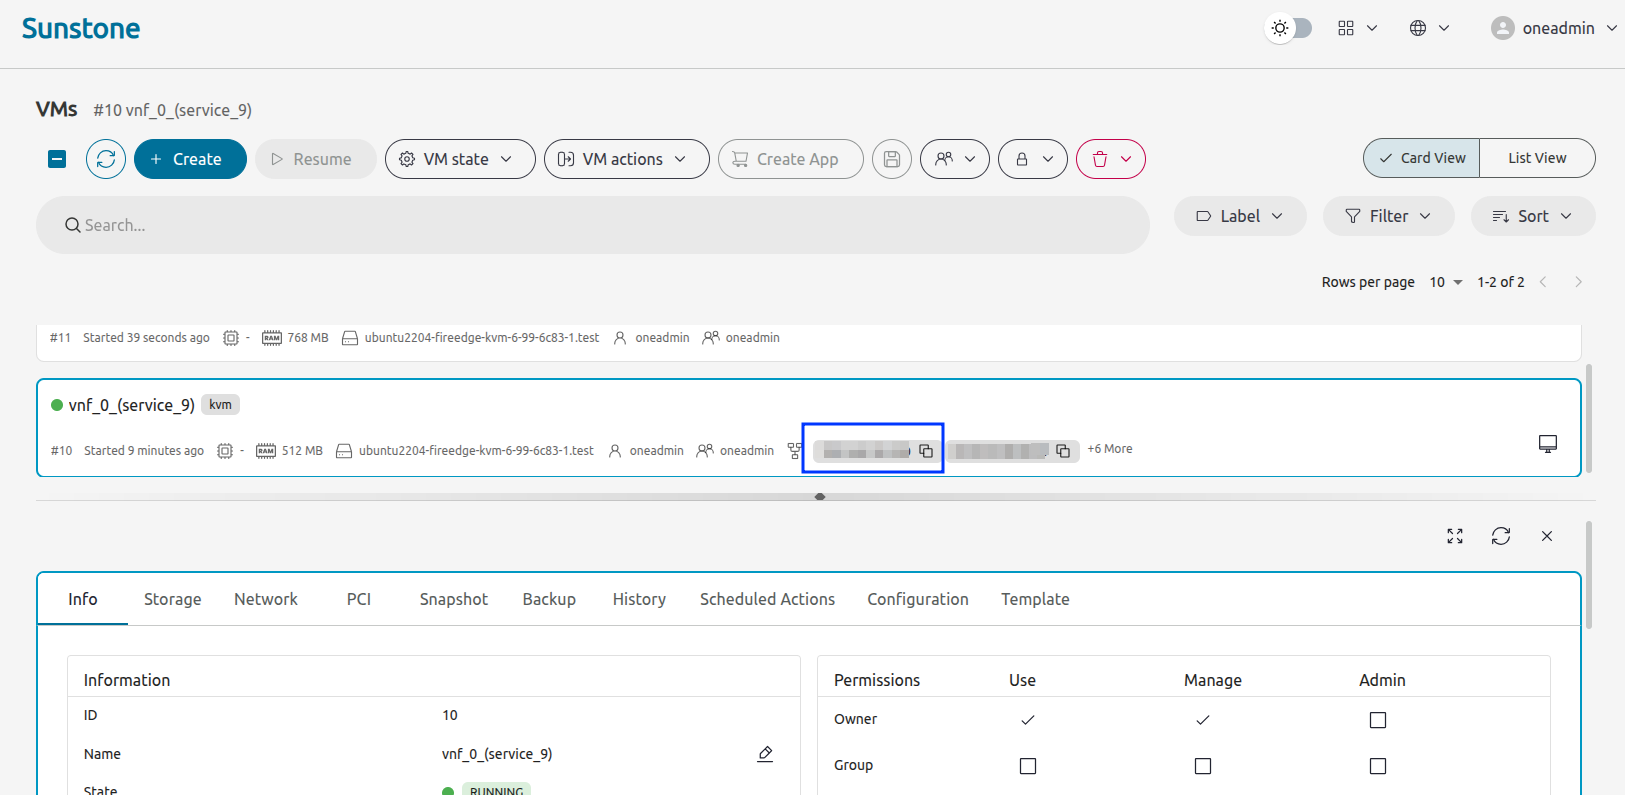 Sunstone
oneadmin
VMs #10 vnf_0_(service_9)
Create Resume VM state VM actions Create App Card View List View
Search... Label Filter Sort
Rows per page 10 1-2 of 2
#11 Started 39 seconds ago - RAM 768 MB ubuntu2204-fireedge-kvm-6-99-6c83-1.test oneadmin oneadmin
vnf_0_(service_9) kvm
#10 Started 9 minutes ago - RAM 512 MB ubuntu2204-fireedge-kvm-6-99-6c83-1.test oneadmin oneadmin +6 More
Info Storage Network PCI Snapshot Backup History Scheduled Actions Configuration Template
Information
ID 10
Name vnf_0_(service_9)
State RUNNING
Permissions Use Manage Admin
Owner
Group